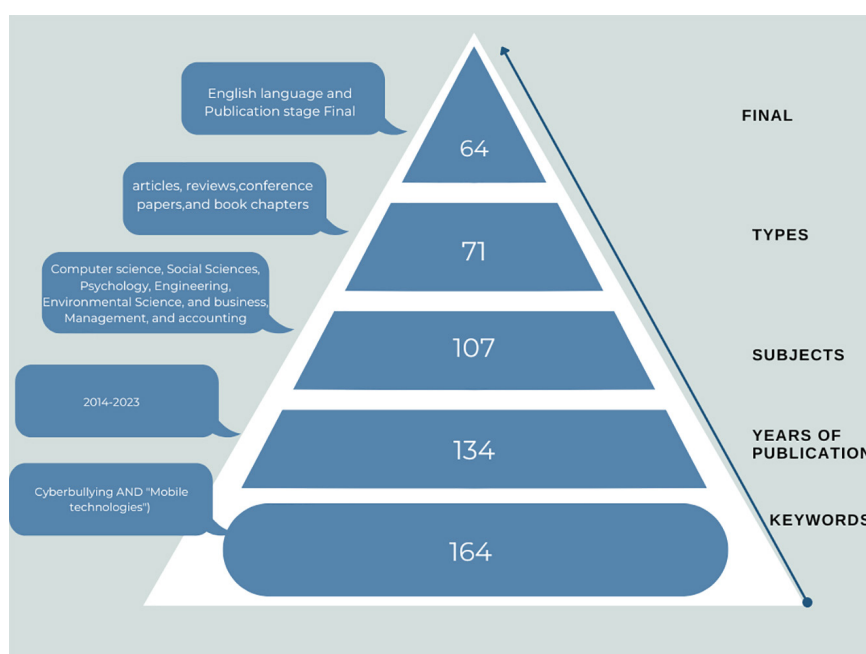 English language and
Publication stage Final
64
FINAL
articles, reviews,conference
papers,and book chapters
71
TYPES
Computer science, Social Sciences,
Psychology, Engineering,
Environmental Science, and business,
Management, and accounting
107
SUBJECTS
2014-2023
134
YEARS OF
PUBLICATION
Cyberbullying AND "Mobile
technologies")
164
KEYWORDS